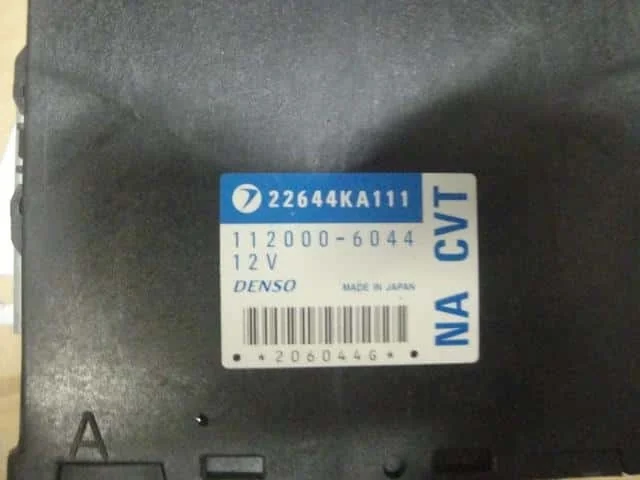 22644KA111
112000-6044
12V
DENSO MADE IN JAPAN
*206044G*
NA CVT
A